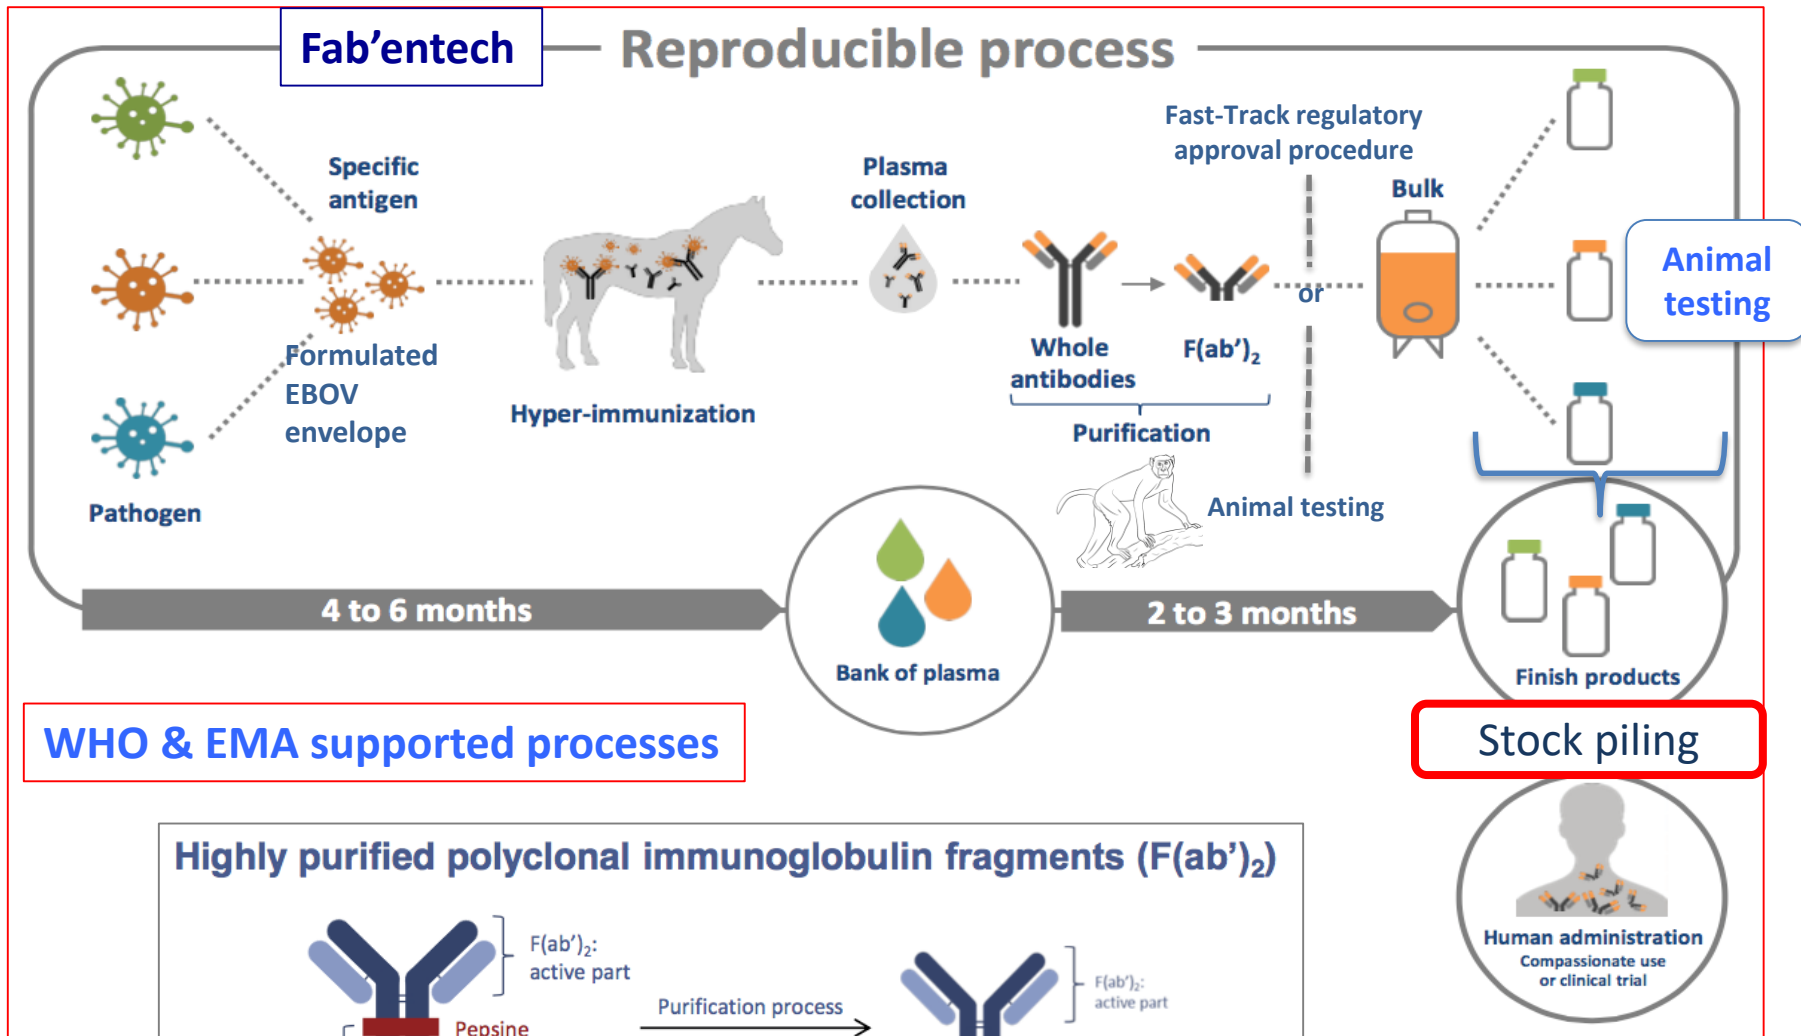 Fab’entech
Reproducible process
Specific
antigen
Plasma
collection
Fast-Track regulatory
approval procedure
Bulk
Animal
testing
or
Formulated
EBOV
envelope
Whole
antibodies
F(ab’)₂
Hyper-immunization
Purification
Pathogen
Animal testing
4 to 6 months
2 to 3 months
Bank of plasma
Finish products
WHO & EMA supported processes
Stock piling
Human administration
Compassionate use
or clinical trial
Highly purified polyclonal immunoglobulin fragments (F(ab’)₂)
F(ab’)₂:
active part
Purification process
F(ab’)₂:
active part
Pepsine